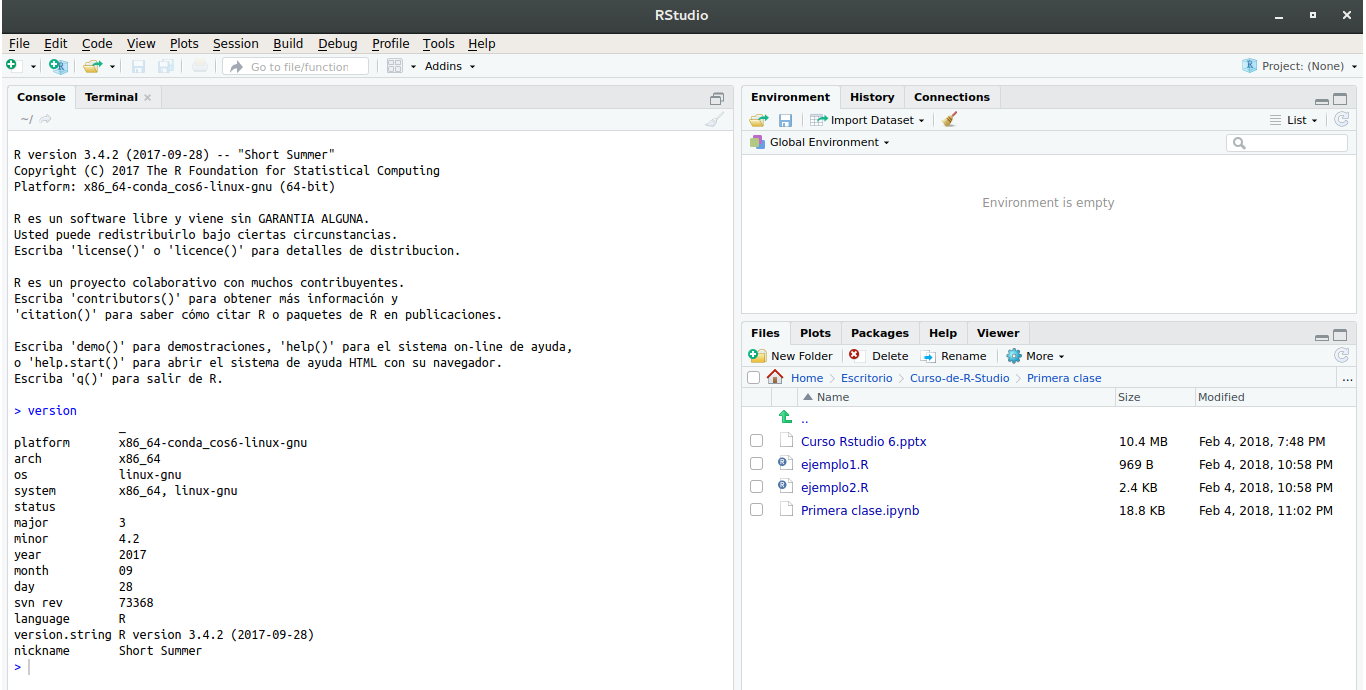 RStudio
File Edit Code View Plots Session Build Debug Profile Tools Help
Go to file/function Addins Project: (None)
Console Terminal
~/
R version 3.4.2 (2017-09-28) -- "Short Summer"
Copyright (C) 2017 The R Foundation for Statistical Computing
Platform: x86_64-conda_cos6-linux-gnu (64-bit)
R es un software libre y viene sin GARANTIA ALGUNA.
Usted puede redistribuirlo bajo ciertas circunstancias.
Escriba 'license()' o 'licence()' para detalles de distribucion.
R es un proyecto colaborativo con muchos contribuyentes.
Escriba 'contributors()' para obtener más información y
'citation()' para saber cómo citar R o paquetes de R en publicaciones.
Escriba 'demo()' para demostraciones, 'help()' para el sistema on-line de ayuda,
o 'help.start()' para abrir el sistema de ayuda HTML con su navegador.
Escriba 'q()' para salir de R.
> version
_
platform x86_64-conda_cos6-linux-gnu
arch x86_64
os linux-gnu
system x86_64, linux-gnu
status
major 3
minor 4.2
year 2017
month 09
day 28
svn rev 73368
language R
version.string R version 3.4.2 (2017-09-28)
nickname Short Summer
>
Environment History Connections
Import Dataset List
Global Environment
Environment is empty
Files Plots Packages Help Viewer
New Folder Delete Rename More
Home Escritorio Curso-de-R-Studio Primera clase ...
Name Size Modified
..
Curso Rstudio 6.pptx 10.4 MB Feb 4, 2018, 7:48 PM
ejemplo1.R 969 B Feb 4, 2018, 10:58 PM
ejemplo2.R 2.4 KB Feb 4, 2018, 10:58 PM
Primera clase.ipynb 18.8 KB Feb 4, 2018, 11:02 PM